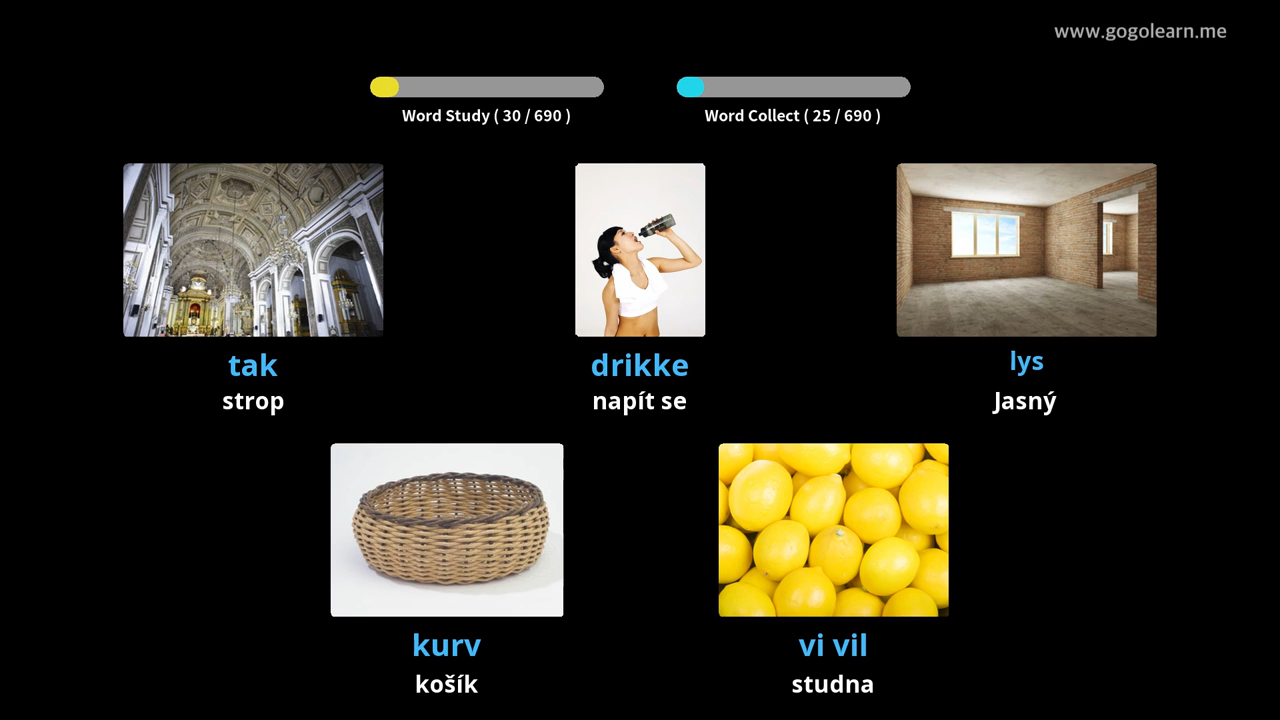 www.gogolearn.me
Word Study ( 30 / 690 )
Word Collect ( 25 / 690 )
tak
strop
drikke
napít se
lys
Jasný
kurv
košík
vi vil
studna